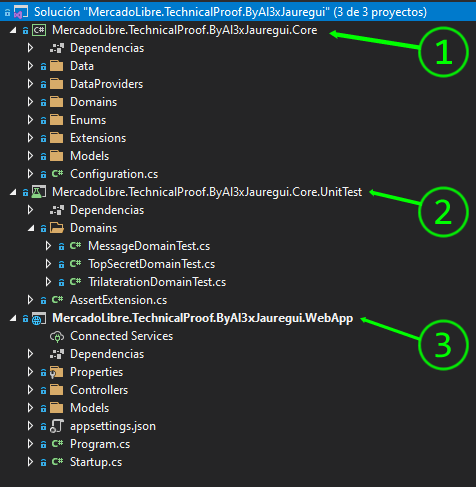 Solución "MercadoLibre.TechnicalProof.ByAl3xJauregui" (3 de 3 proyectos)
MercadoLibre.TechnicalProof.ByAl3xJauregui.Core
1
Dependencias
Data
DataProviders
Domains
Enums
Extensions
Models
C# Configuration.cs
MercadoLibre.TechnicalProof.ByAl3xJauregui.Core.UnitTest
2
Dependencias
Domains
C# MessageDomainTest.cs
C# TopSecretDomainTest.cs
C# TrilaterationDomainTest.cs
C# AssertExtension.cs
MercadoLibre.TechnicalProof.ByAl3xJauregui.WebApp
3
Connected Services
Dependencias
Properties
Controllers
Models
appsettings.json
C# Program.cs
C# Startup.cs